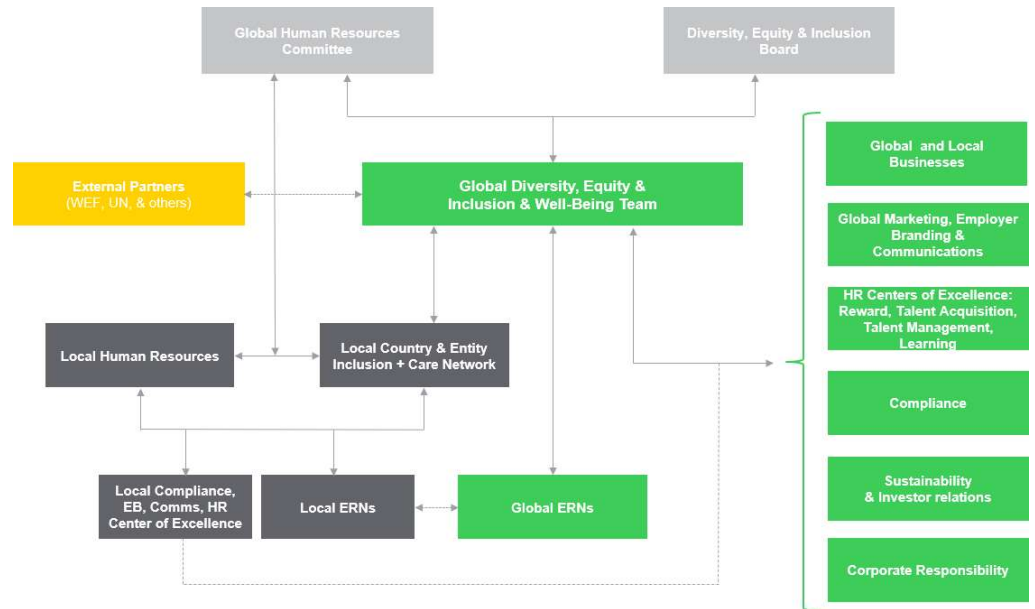 Global Human Resources
Committee
Diversity, Equity & Inclusion
Board
External Partners
(WEF, UN, & others)
Global Diversity, Equity &
Inclusion & Well-Being Team
Local Human Resources
Local Country & Entity
Inclusion + Care Network
Local Compliance,
EB, Comms, HR
Center of Excellence
Local ERNs
Global ERNs
Global and Local
Businesses
Global Marketing, Employer
Branding &
Communications
HR Centers of Excellence:
Reward, Talent Acquisition,
Talent Management,
Learning
Compliance
Sustainability
& Investor relations
Corporate Responsibility